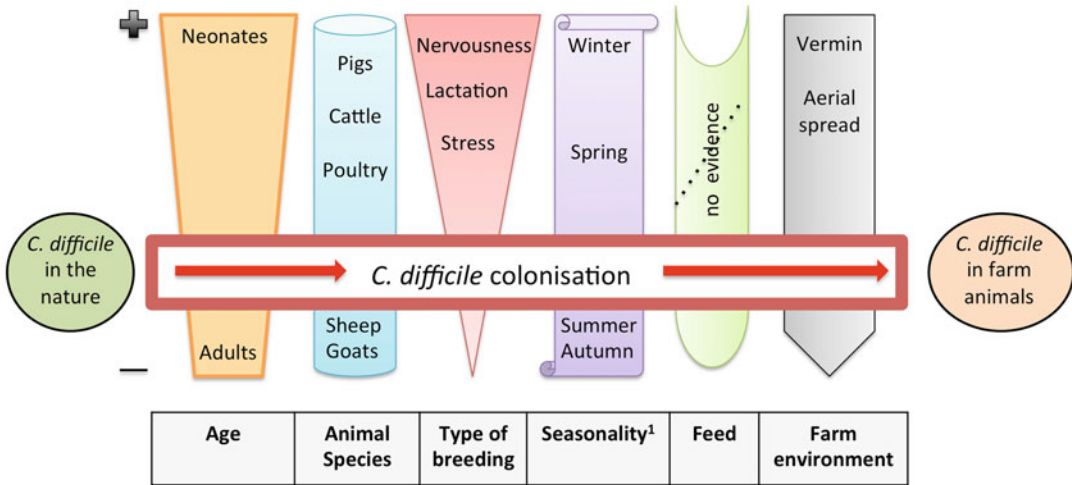 +
Neonates
Adults
Pigs
Cattle
Poultry
Sheep
Goats
Nervousness
Lactation
Stress
Winter
Spring
Summer
Autumn
no evidence
Vermin
Aerial
spread
C. difficile
in the
nature
C. difficile colonisation
C. difficile
in farm
animals
–
Age
Animal
Species
Type of
breeding
Seasonality¹
Feed
Farm
environment